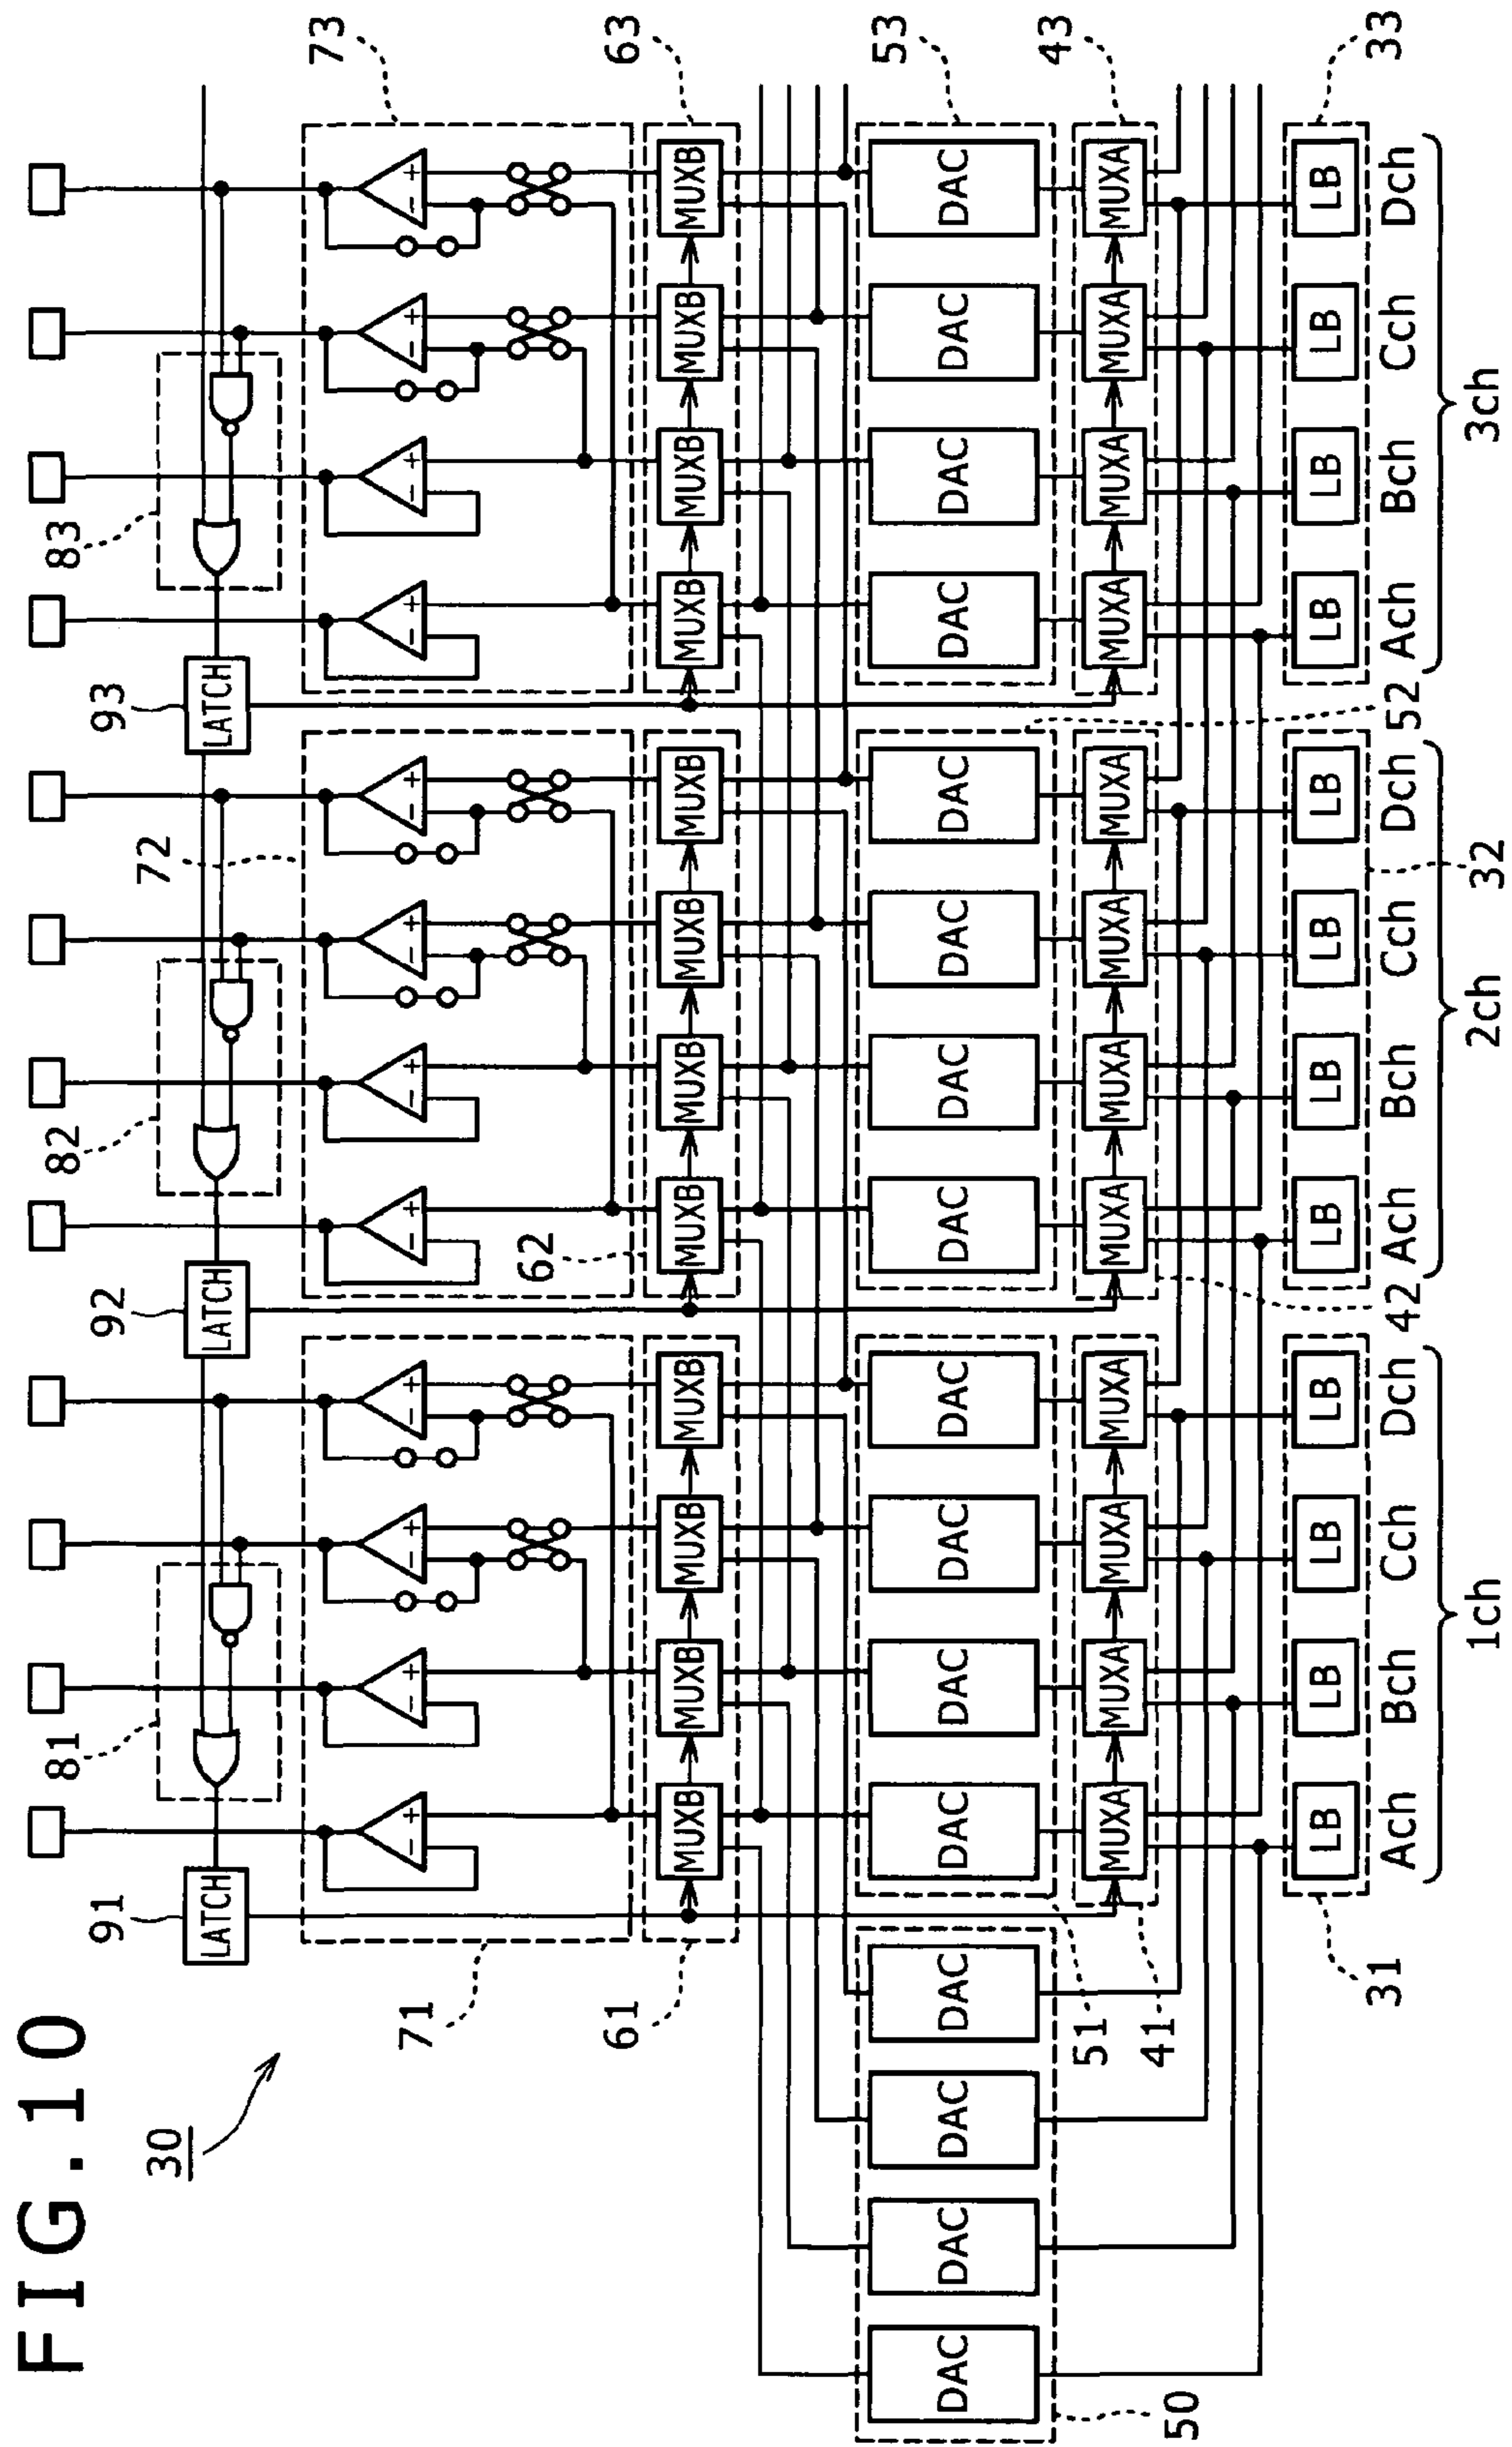 FIG.10
81 82 83
91 92 93
30 72
LATCH LATCH LATCH
73
71
- + - + - + - + - + - + - + - + - + - + - + - +
62
61 63
MUXB MUXB MUXB MUXB MUXB MUXB MUXB MUXB MUXB MUXB MUXB MUXB
53
DAC DAC DAC DAC DAC DAC DAC DAC DAC DAC DAC DAC DAC DAC DAC DAC
43
51
MUXA MUXA MUXA MUXA MUXA MUXA MUXA MUXA MUXA MUXA MUXA MUXA
41
50
LB LB LB LB LB LB LB LB LB LB LB LB
31 42 52 33
Ach Bch Cch Dch Ach Bch Cch Dch Ach Bch Cch Dch
1ch 2ch 32 3ch